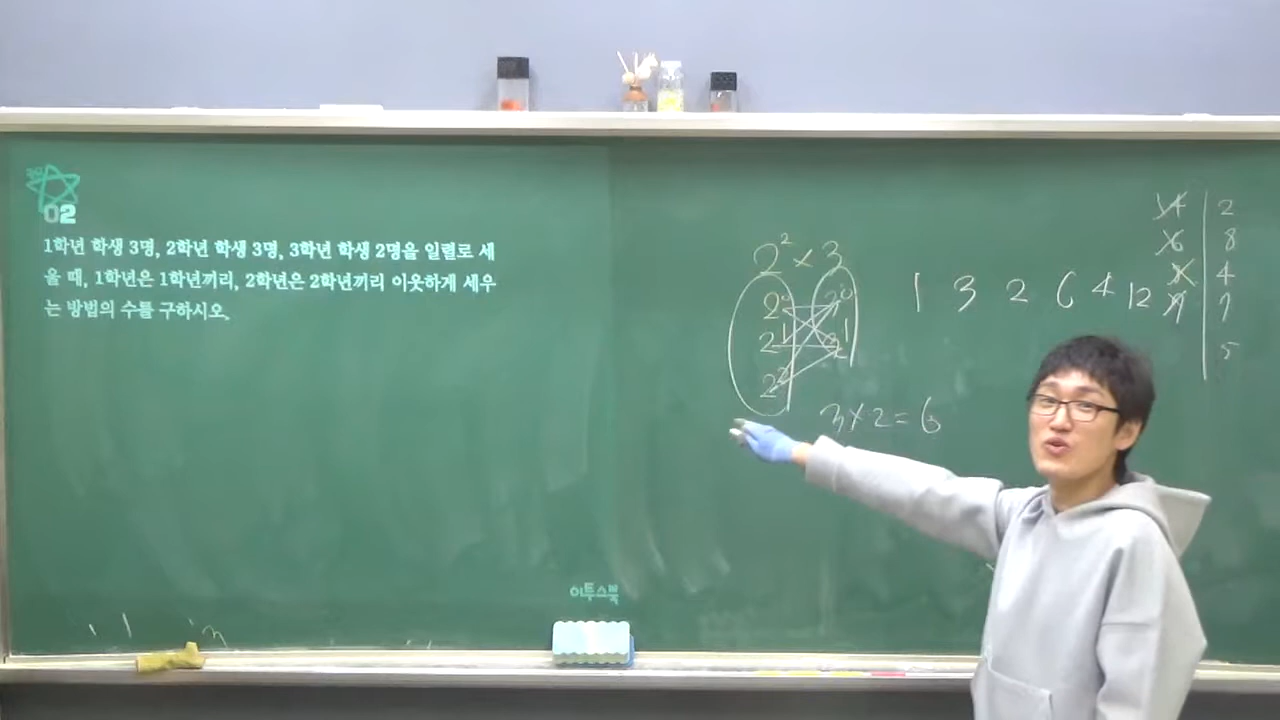 02
1학년 학생 3명, 2학년 학생 3명, 3학년 학생 2명을 일렬로 세
울 때, 1학년은 1학년끼리, 2학년은 2학년끼리 이웃하게 세우
는 방법의 수를 구하시오.
2² × 3
2⁰
2¹
2²
3 × 2 = 6
1 3 2 6 4 12
2
8
4
7
5
이투스북